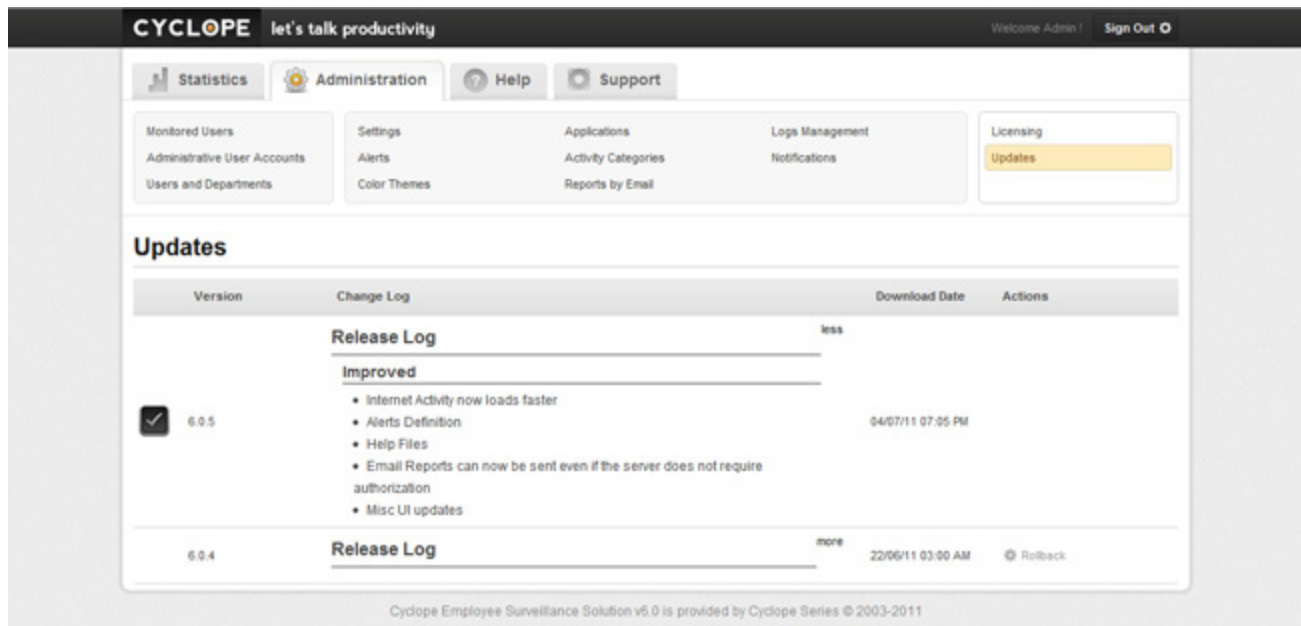 CYCLOPE let's talk productivity
Welcome Admin !
Sign Out
Statistics
Administration
Help
Support
Monitored Users
Administrative User Accounts
Users and Departments
Settings
Alerts
Color Themes
Applications
Activity Categories
Reports by Email
Logs Management
Notifications
Licensing
Updates
Updates
Version Change Log Download Date Actions
Release Log
less
Improved
• Internet Activity now loads faster
• Alerts Definition
• Help Files
• Email Reports can now be sent even if the server does not require
authorization
• Misc UI updates
6.0.5
04/07/11 07:05 PM
6.0.4
Release Log
more
22/06/11 03:00 AM
Rollback
Cyclope Employee Surveillance Solution v6.0 is provided by Cyclope Series © 2003-2011